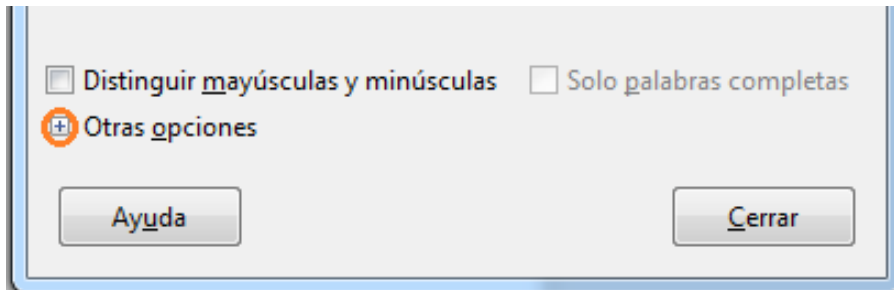 Distinguir mayúsculas y minúsculas Solo palabras completas
Otras opciones
Ayuda Cerrar